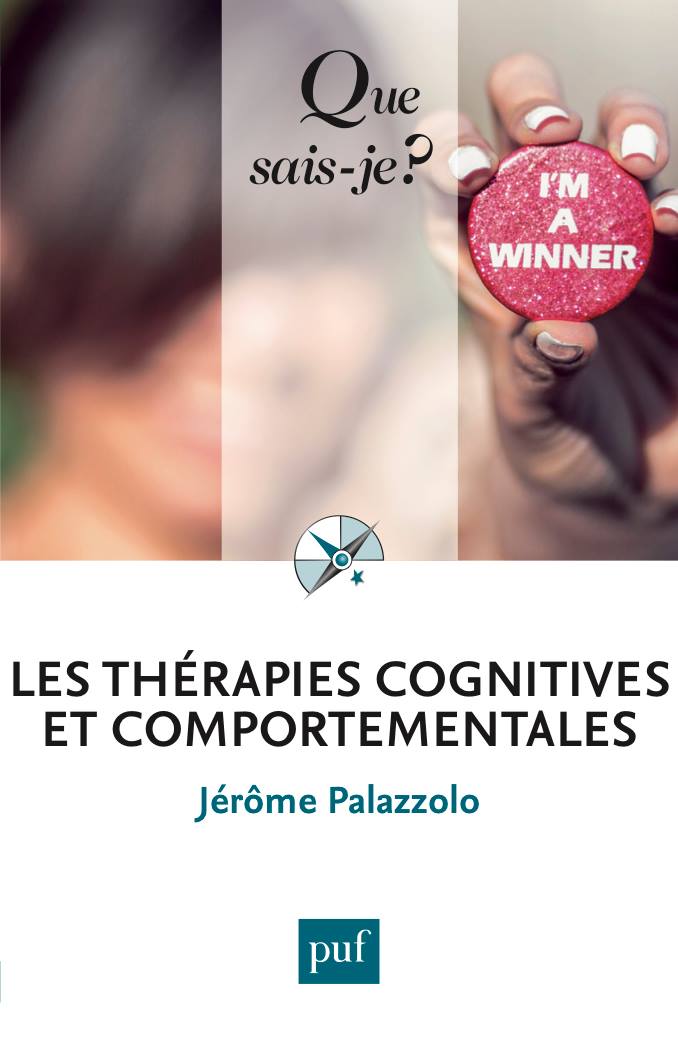 Que
sais-je?
I'M
A
WINNER
LES THÉRAPIES COGNITIVES
ET COMPORTEMENTALES
Jérôme Palazzolo
puf